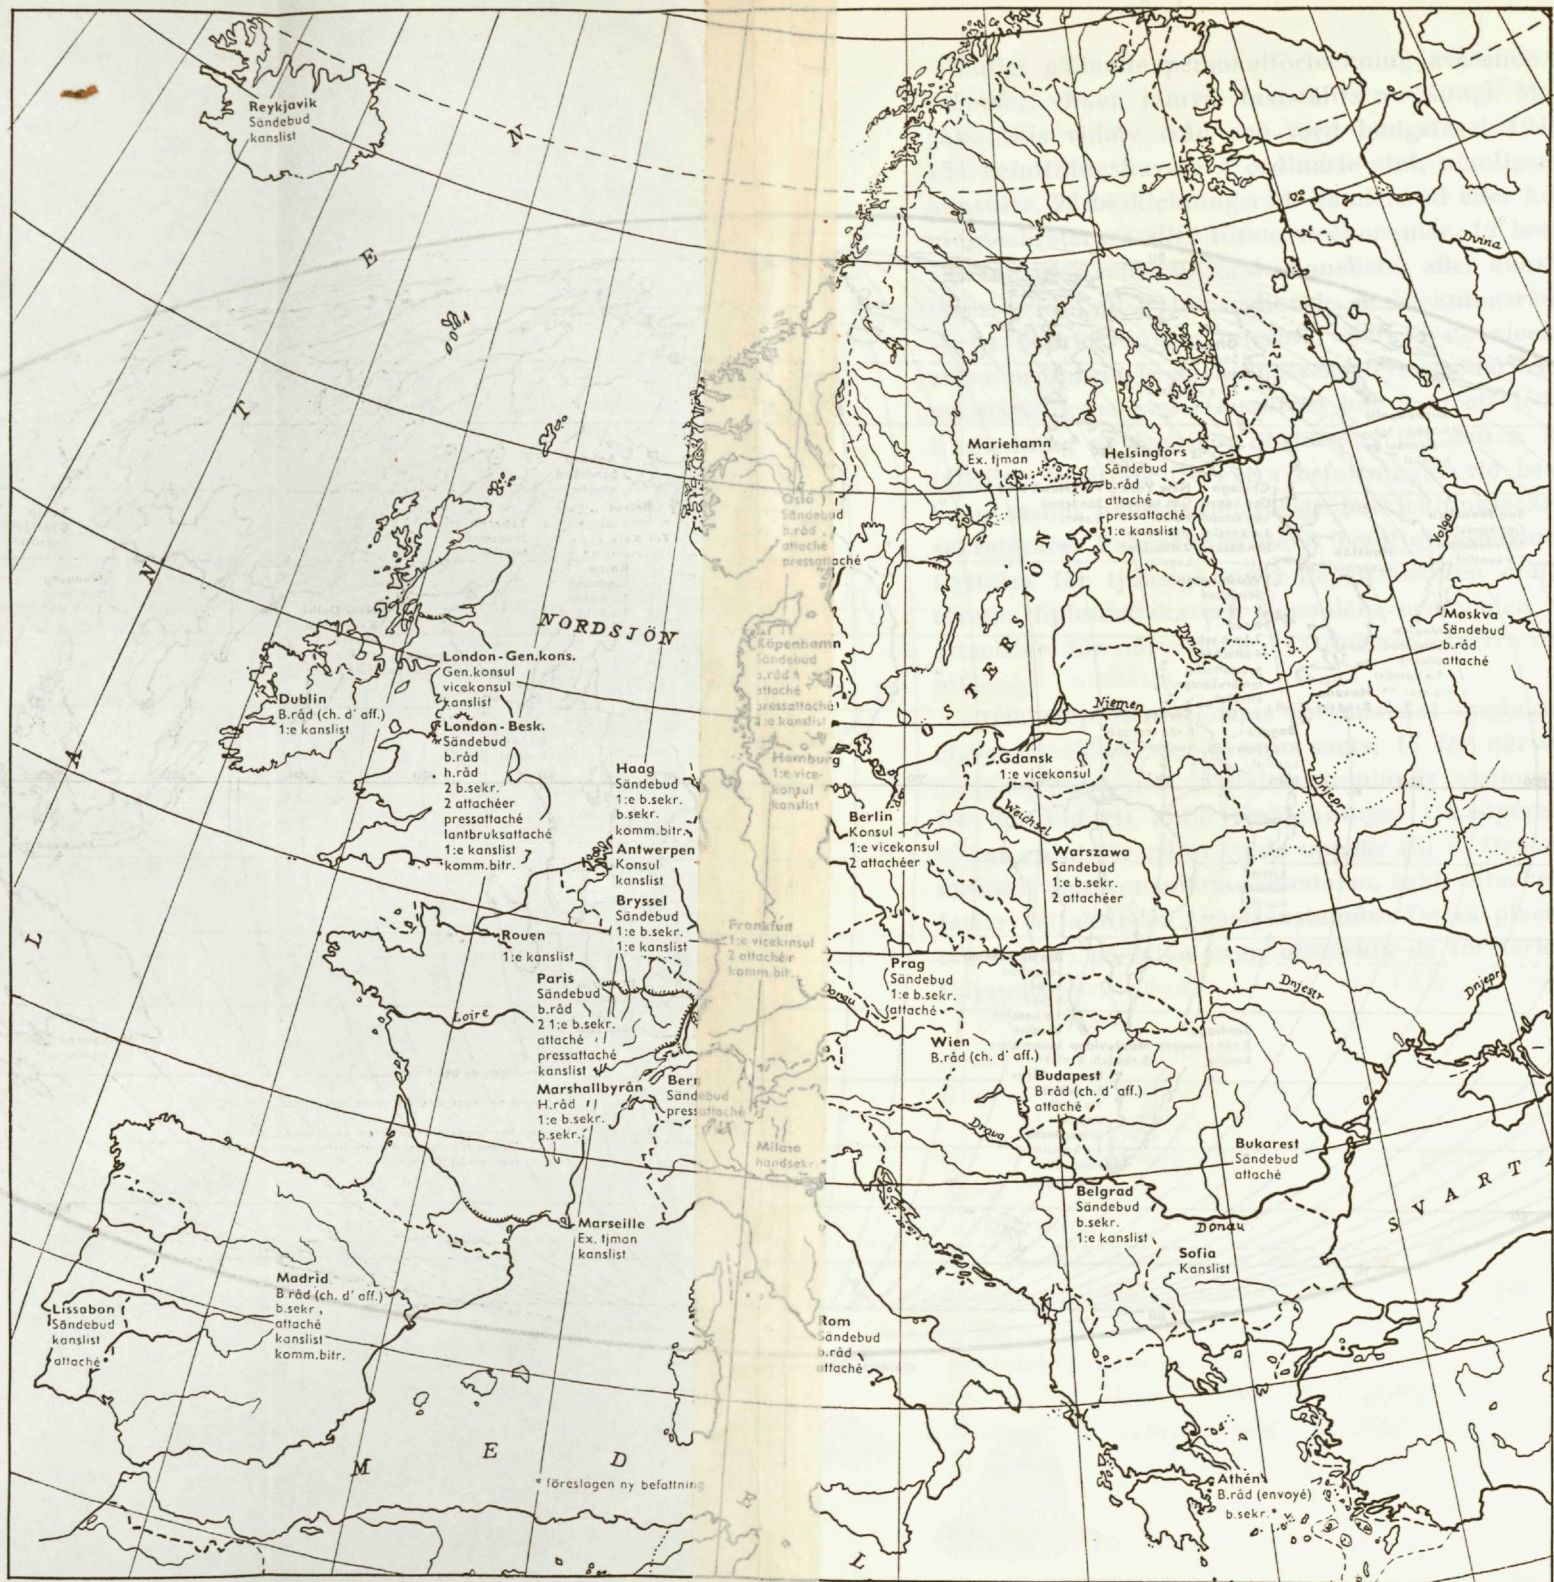 Reykjavik
Sändebud
kanslist
Dvina
Mariehamn
Ex. tjman
Helsingfors
Sändebud
b.råd
attaché
pressattaché
1:e kanslist
Oslo
Sändebud
b.råd
attaché
pressattaché
Volga
Moskva
Sändebud
b.råd
attaché
NORDSJÖN
ÖSTERSJÖN
Dyma
Niemen
Köpenhamn
Sändebud
b.råd
attaché
pressattaché
1:e kanslist
London-Gen.kons.
Gen.konsul
vicekonsul
kanslist
Dublin
B.råd (ch. d' aff.)
1:e kanslist
London-Besk.
Sändebud
b.råd
h.råd
2 b.sekr.
2 attachéer
pressattaché
lantbruksattaché
1:e kanslist
komm.bitr.
Haag
Sändebud
1:e b.sekr.
b.sekr.
komm.bitr.
Hamburg
1:e vice-
konsul
kanslist
Gdansk
1:e vicekonsul
Weichsel
Dnjepr
Berlin
Konsul
1:e vicekonsul
2 attachéer
Antwerpen
Konsul
kanslist
Warszawa
Sändebud
1:e b.sekr.
2 attachéer
Bryssel
Sändebud
1:e b.sekr.
1:e kanslist
Frankfurt
1:e vicekinsul
2 attachéir
komm.bit.
Rouen
1:e kanslist
Prag
Sändebud
1:e b.sekr.
attaché
Paris
Sändebud
b.råd
2 1:e b.sekr.
attaché
pressattaché
kanslist
Loire
Donau
Dnjestr
Dnjepr
Wien
B.råd (ch. d' aff.)
Budapest
B råd (ch. d' aff.)
attaché
Bern
Sändebud
pressattaché
Marshallbyrån
H.råd
1:e b.sekr.
b.sekr.
Drava
Milano
handsekr.*
Bukarest
Sändebud
attaché
Belgrad
Sändebud
b.sekr.
1:e kanslist
Donau
SVARTA
Marseille
Ex. tjman
kanslist
Sofia
Kanslist
Madrid
B råd (ch. d' aff.)
b.sekr.
attaché
kanslist
komm.bitr.
Lissabon
Sändebud
kanslist
attaché*
Rom
Sändebud
b.råd
attaché
ATLANTEN
MEDEL
* föreslagen ny befattning
Athén
B.råd (envoyé)
b.sekr.*